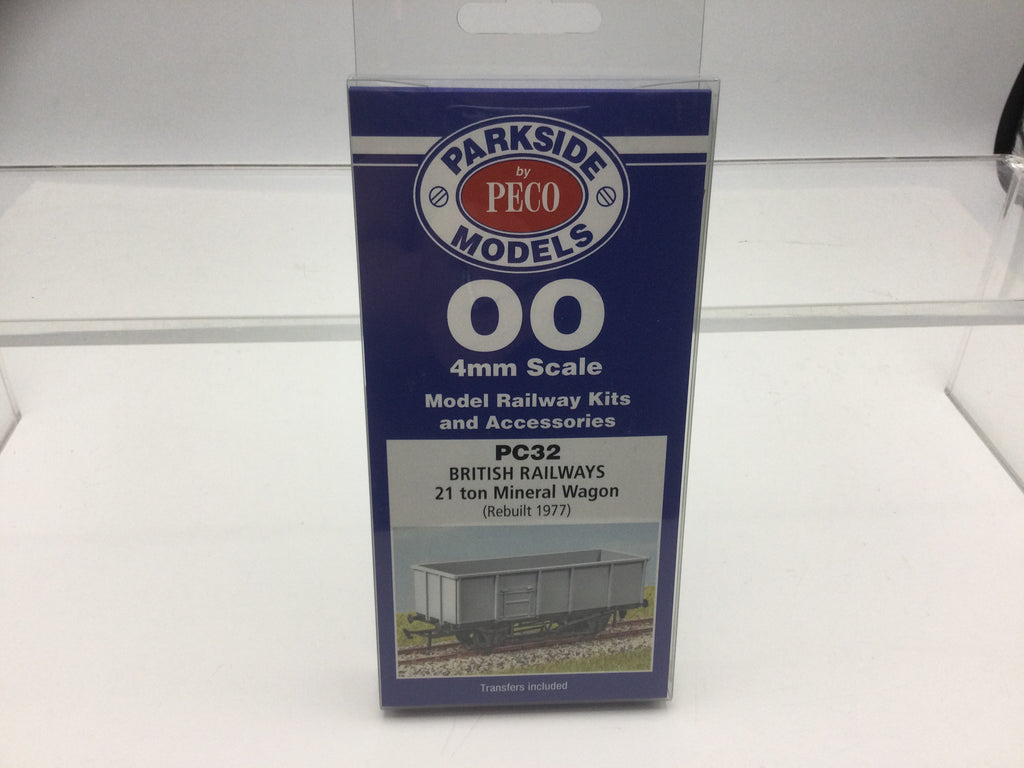 PARKSIDE
by
PECO
MODELS
OO
4mm Scale
Model Railway Kits
and Accessories
PC32
BRITISH RAILWAYS
21 ton Mineral Wagon
(Rebuilt 1977)
Transfers included